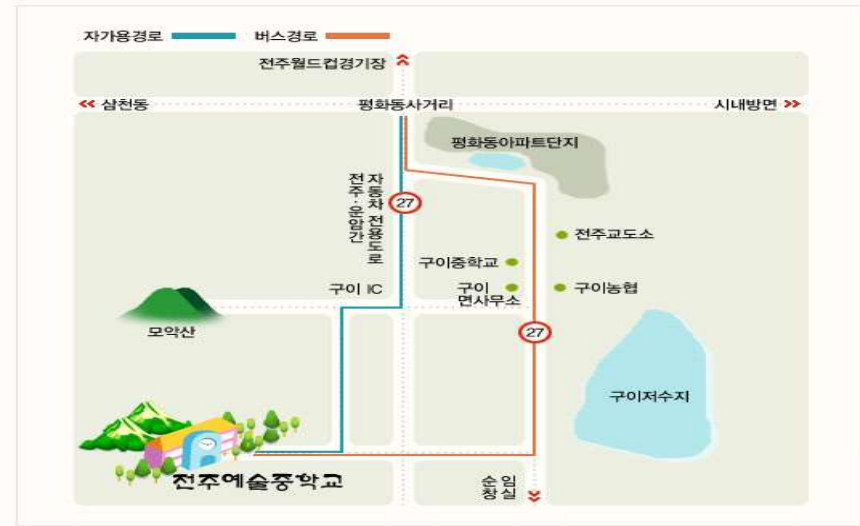 자가용경로
버스경로
전주월드컵경기장
삼천동
평화동사거리
시내방면
평화동아파트단지
자동차 전용도로
전주·운암간
27
전주교도소
구이중학교
구이 IC
구이
면사무소
구이농협
모악산
27
구이저수지
전주예술중학교
임실
순창